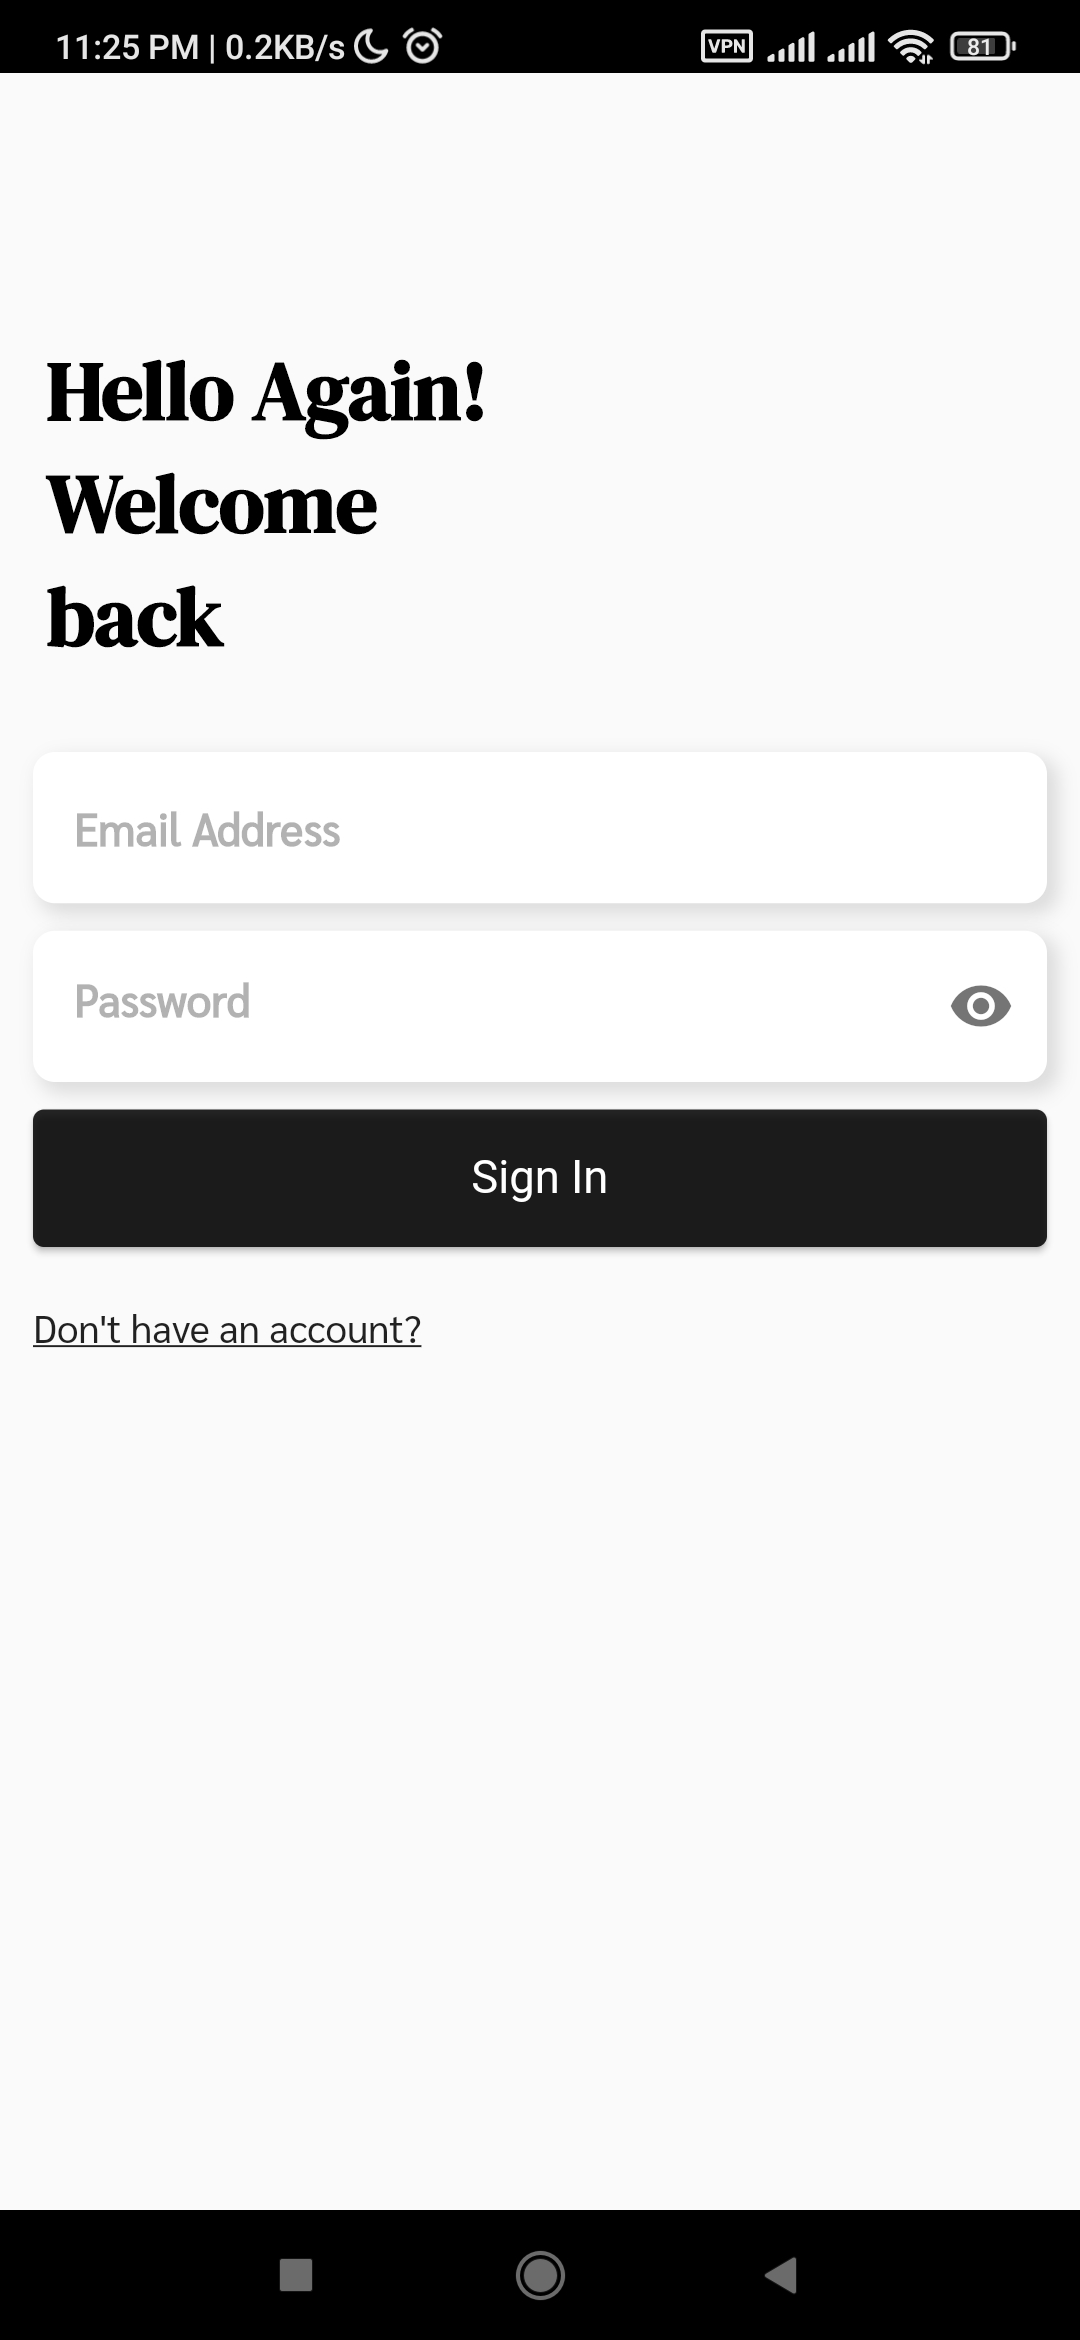 11:25 PM | 0.2KB/s VPN 81
Hello Again!
Welcome
back
Email Address
Password
Sign In
Don't have an account?